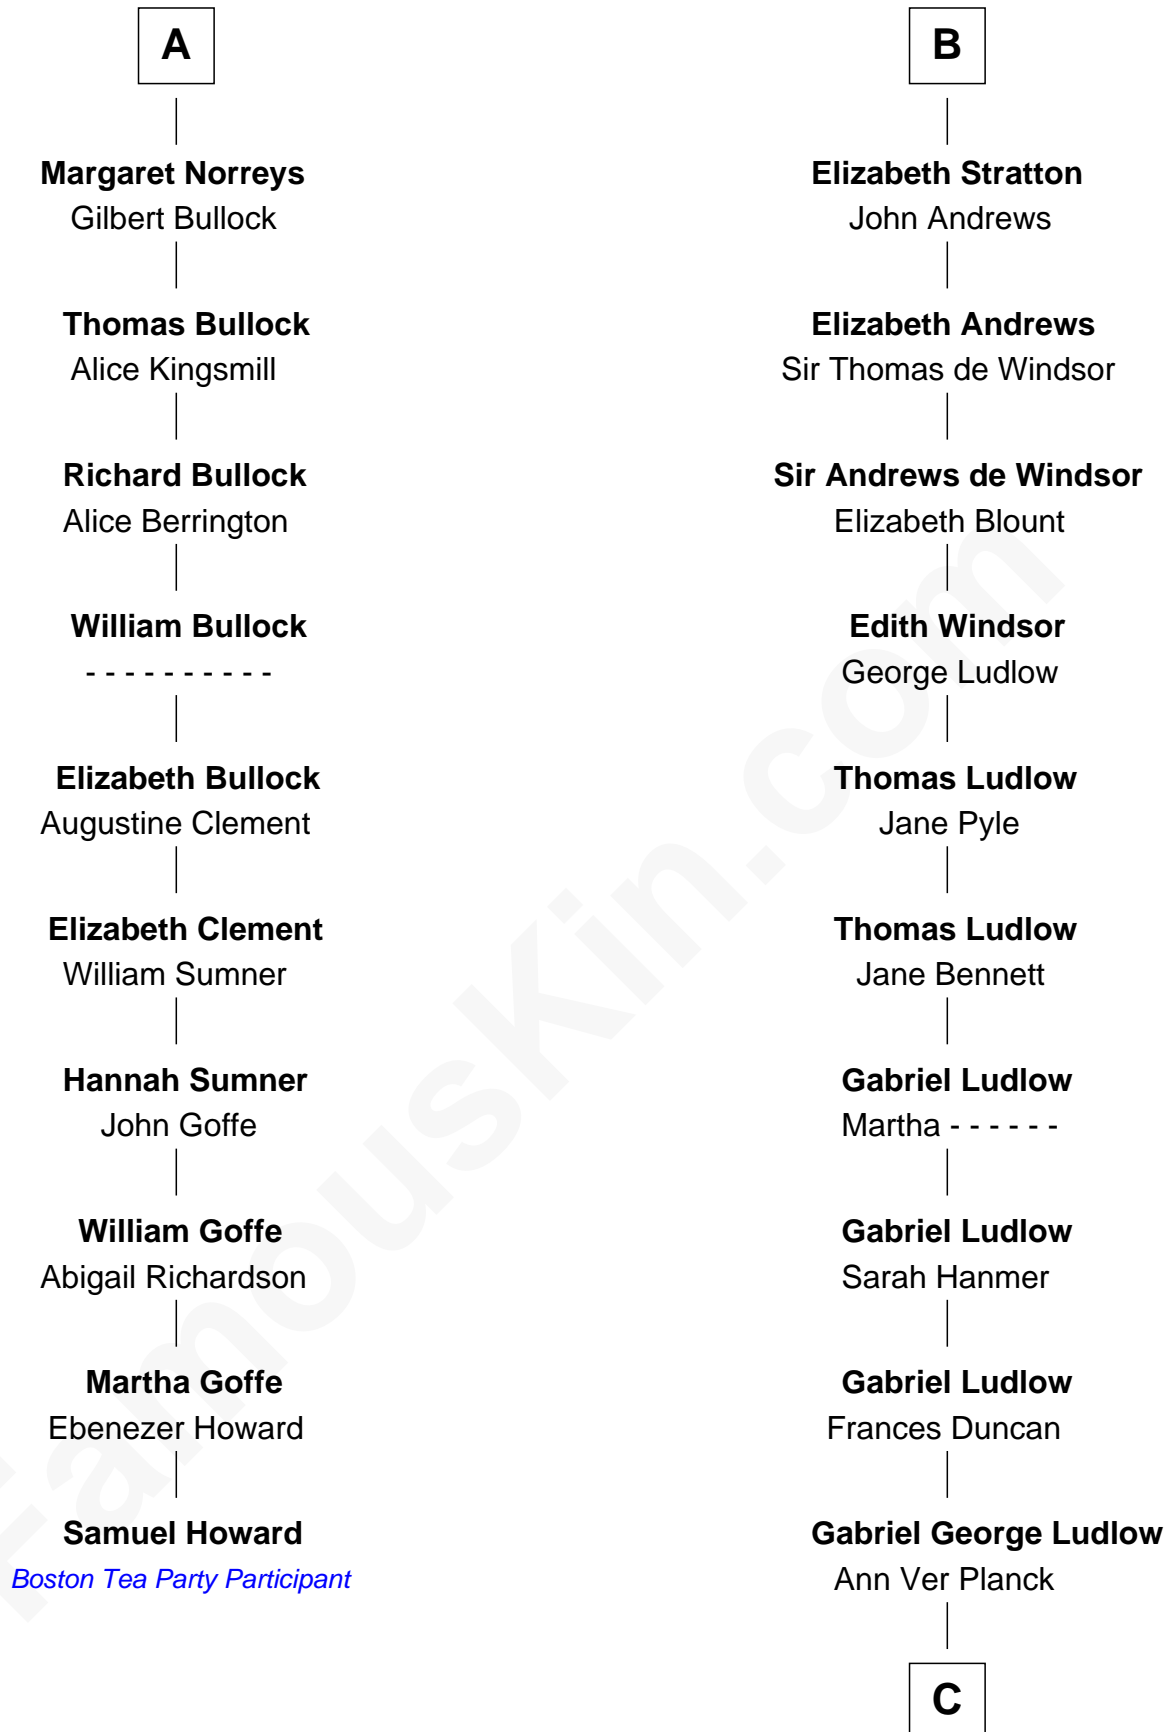 A
Margaret Norreys
Gilbert Bullock
Thomas Bullock
Alice Kingsmill
Richard Bullock
Alice Berrington
William Bullock
- - - - - - - - - -
Elizabeth Bullock
Augustine Clement
Elizabeth Clement
William Sumner
Hannah Sumner
John Goffe
William Goffe
Abigail Richardson
Martha Goffe
Ebenezer Howard
Samuel Howard
Boston Tea Party Participant
B
Elizabeth Stratton
John Andrews
Elizabeth Andrews
Sir Thomas de Windsor
Sir Andrews de Windsor
Elizabeth Blount
Edith Windsor
George Ludlow
Thomas Ludlow
Jane Pyle
Thomas Ludlow
Jane Bennett
Gabriel Ludlow
Martha - - - - - -
Gabriel Ludlow
Sarah Hanmer
Gabriel Ludlow
Frances Duncan
Gabriel George Ludlow
Ann Ver Planck
C
FamousKin.com